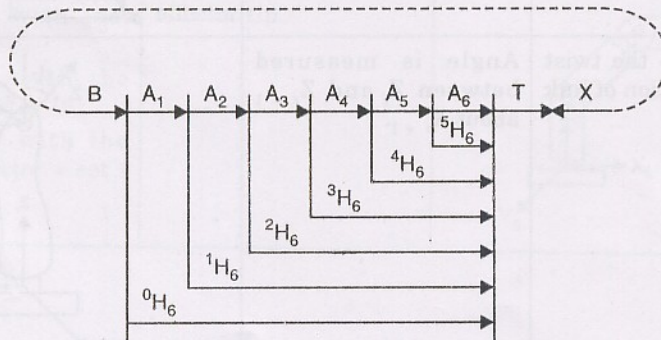 B A₁ A₂ A₃ A₄ A₅ A₆ T X
⁵H₆
⁴H₆
³H₆
²H₆
¹H₆
⁰H₆